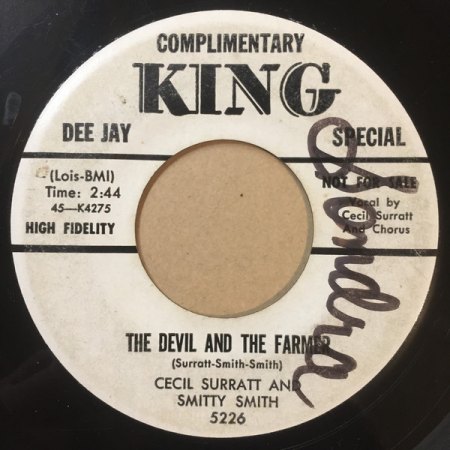 COMPLIMENTARY
KING
DEE JAY SPECIAL
(Lois-BMI)
Time: 2:44
45—K4275
HIGH FIDELITY
NOT FOR SALE
Vocal by
Cecil Surratt
And Chorus
THE DEVIL AND THE FARMER
(Surratt-Smith-Smith)
CECIL SURRATT AND
SMITTY SMITH
5226